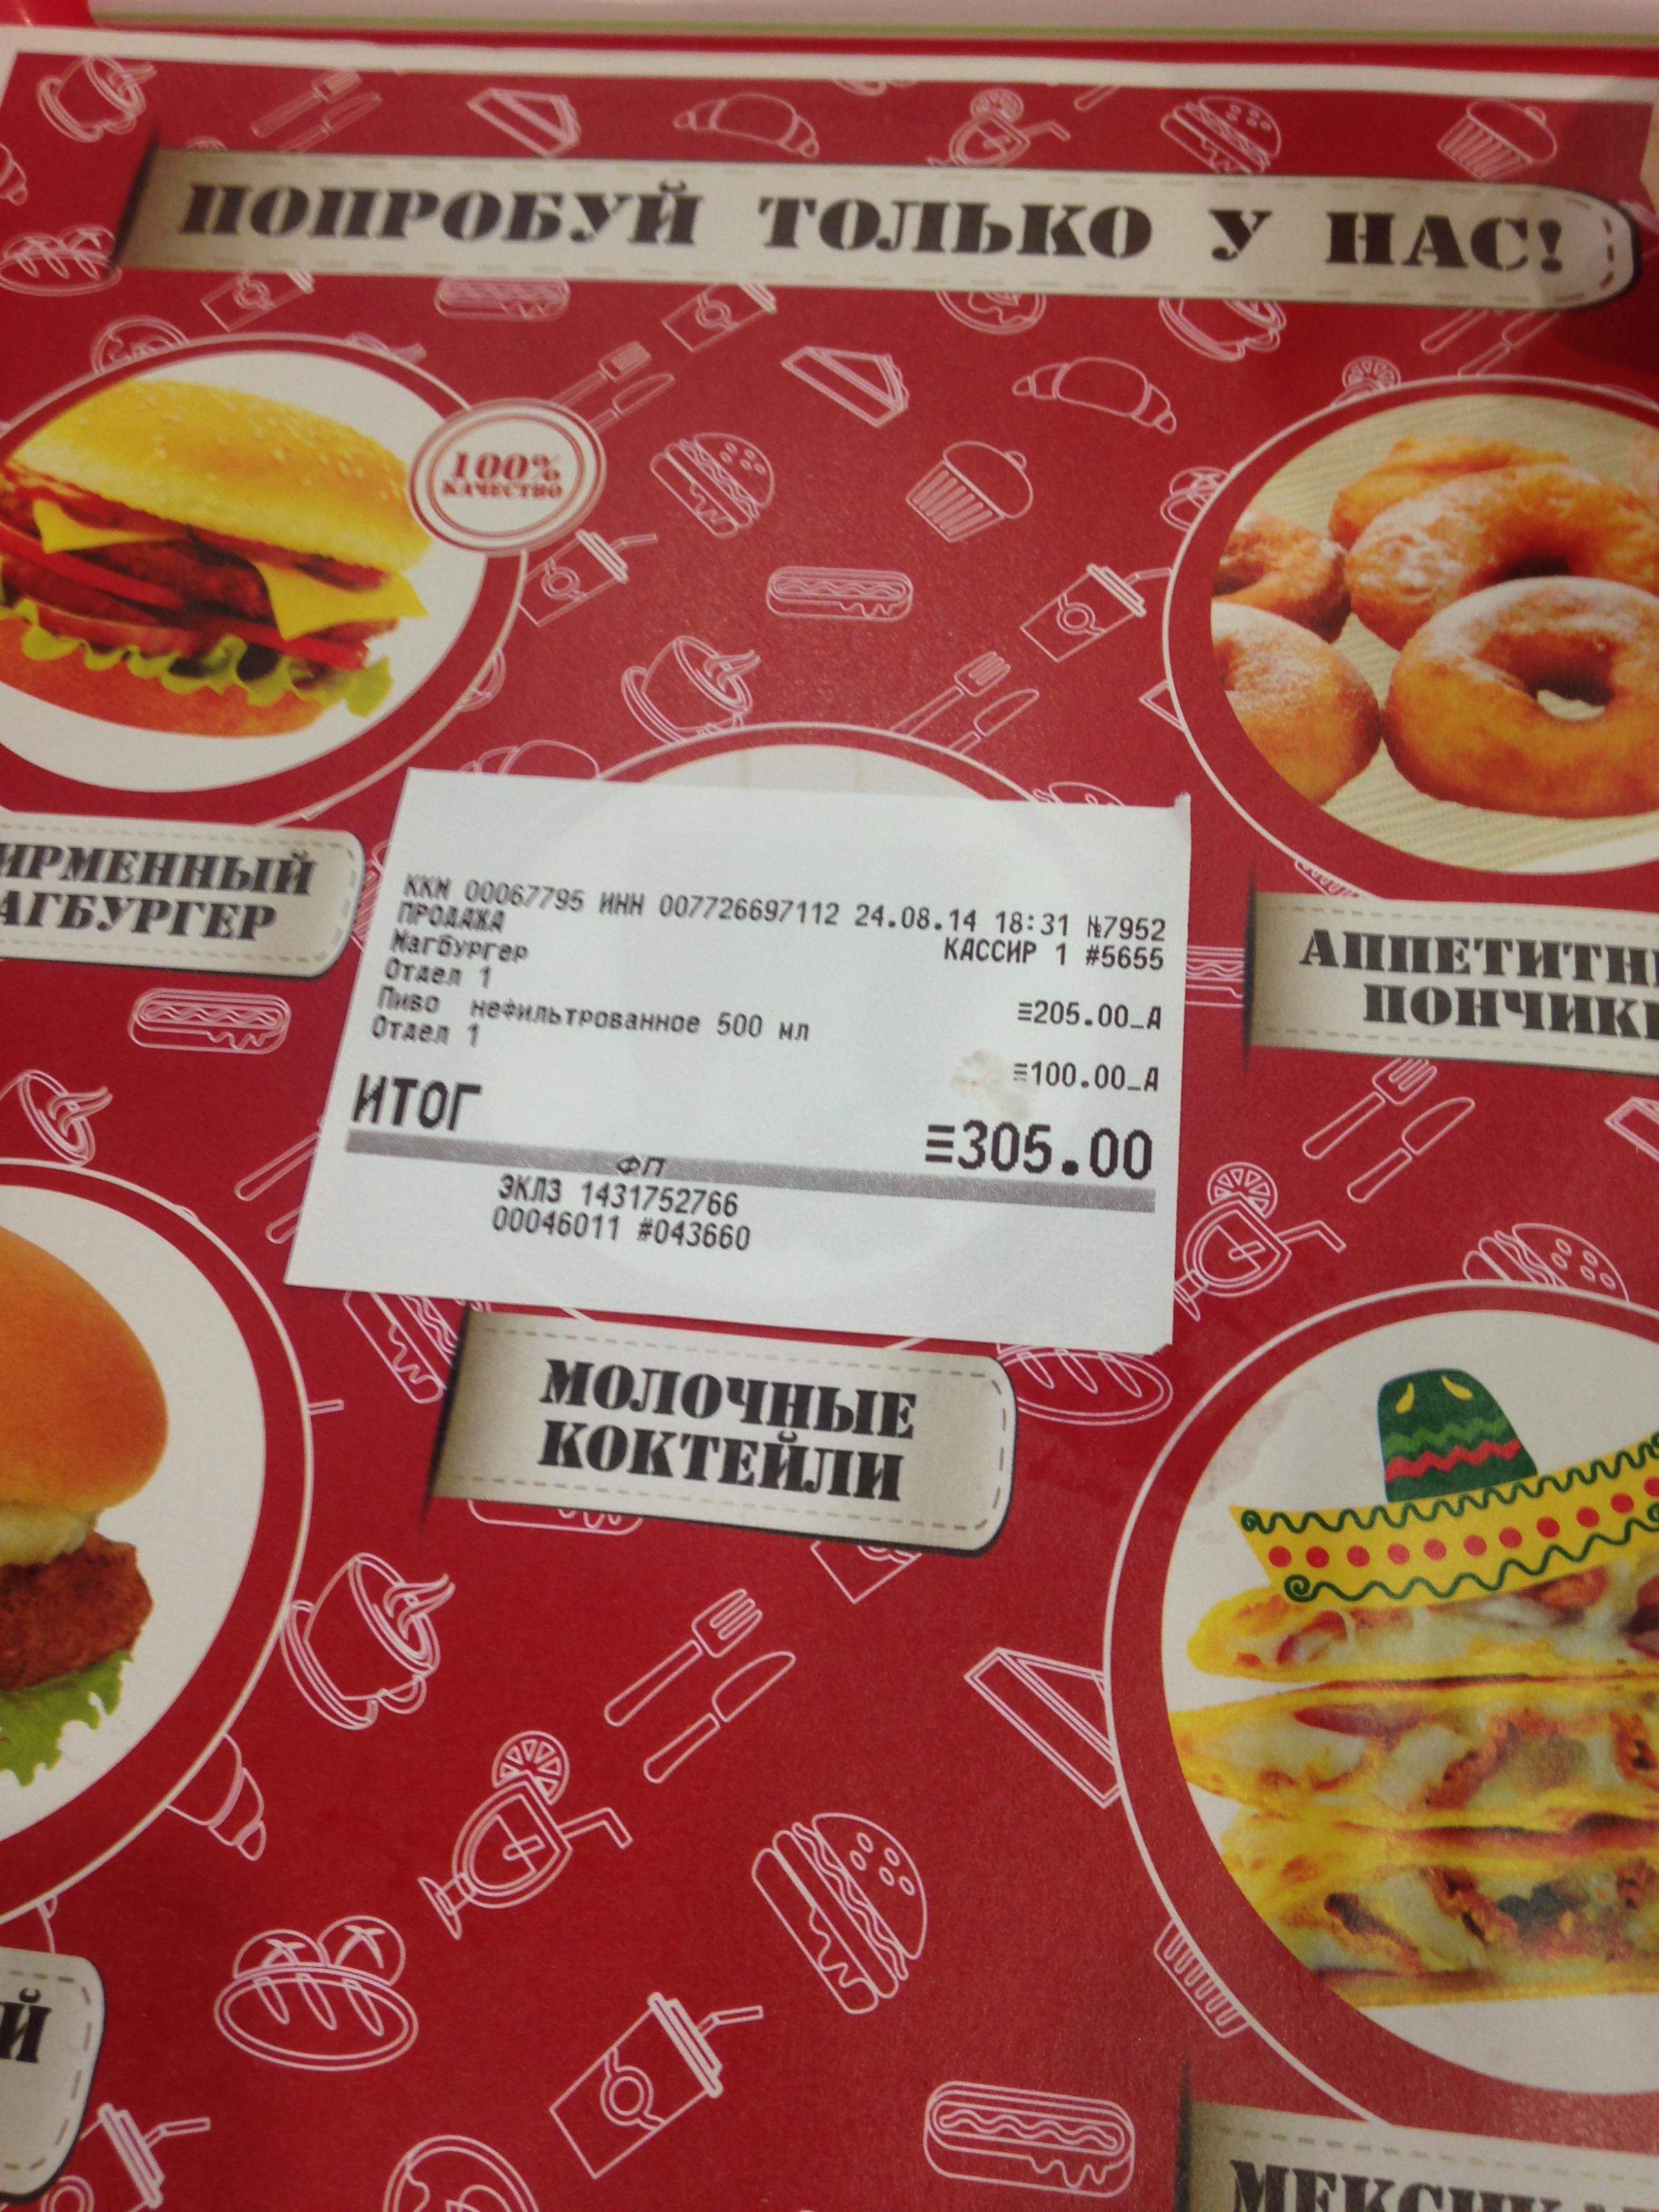 ПОПРОБУЙ ТОЛЬКО У НАС!
100%
КАЧЕСТВО
ИРМЕННЫЙ
АГБУРГЕР
АППЕТИТН
ПОНЧИК
ККМ 00067795 ИНН 007726697112 24.08.14 18:31 №7952
ПРОДАЖА КАССИР 1 #5655
Магбургер
Отдел 1 ≡205.00_А
Пиво нефильтрованное 500 мл
Отдел 1 ≡100.00_А
ИТОГ ≡305.00
ФП
ЭКЛЗ 1431752766
00046011 #043660
МОЛОЧНЫЕ
КОКТЕЙЛИ
Й
МЕКСИК